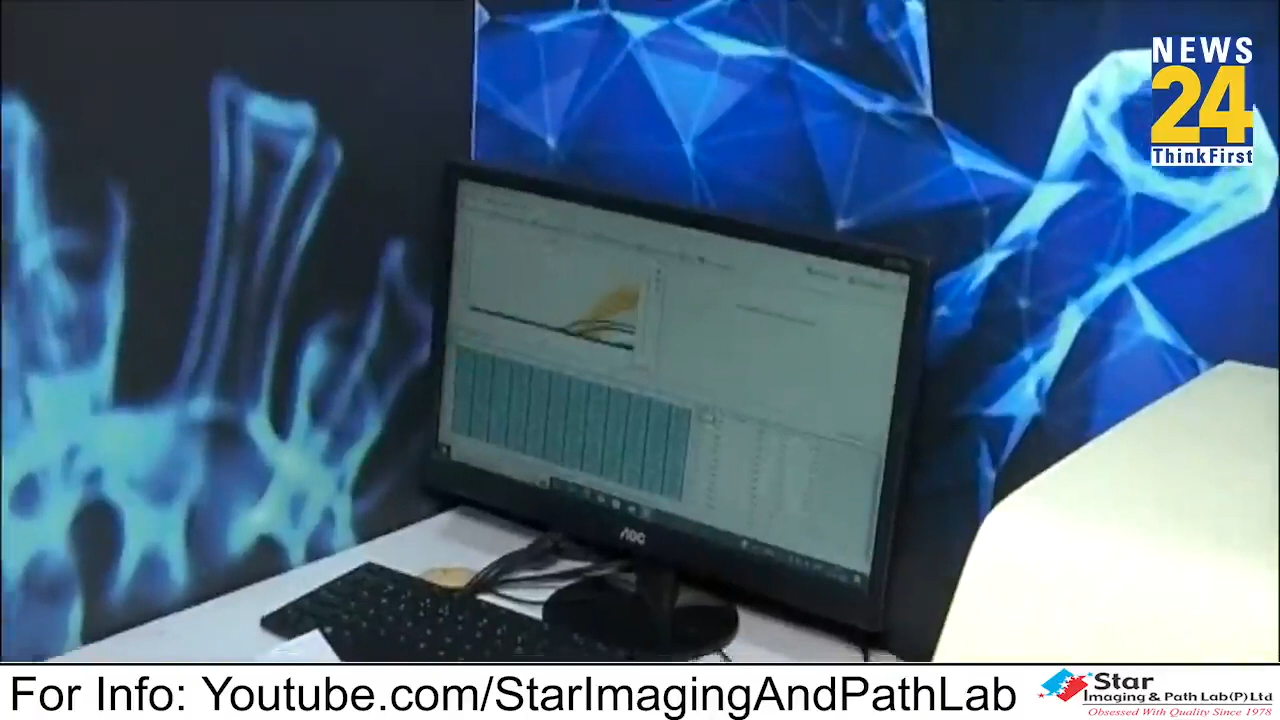 NEWS
24
ThinkFirst
AOC
For Info: Youtube.com/StarImagingAndPathLab
Star
Imaging & Path Lab(P)Ltd
Obsessed With Quality Since 1978